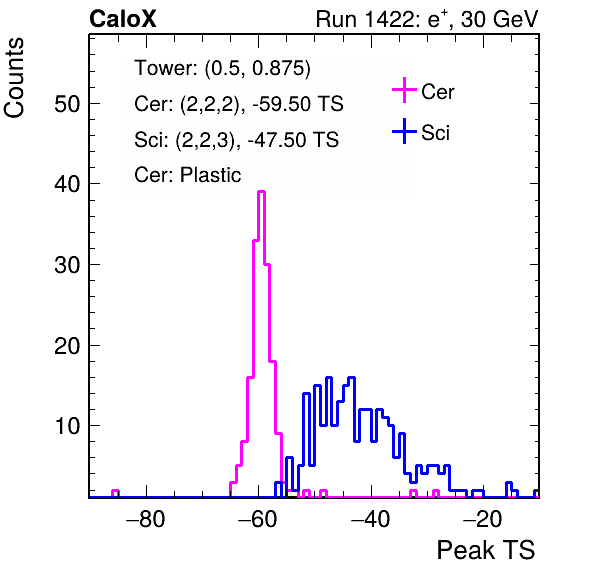 CaloX Run 1422: e⁺, 30 GeV
Counts
Tower: (0.5, 0.875)
Cer: (2,2,2), -59.50 TS
Sci: (2,2,3), -47.50 TS
Cer: Plastic
Cer
Sci
50
40
30
20
10
−80 −60 −40 −20
Peak TS